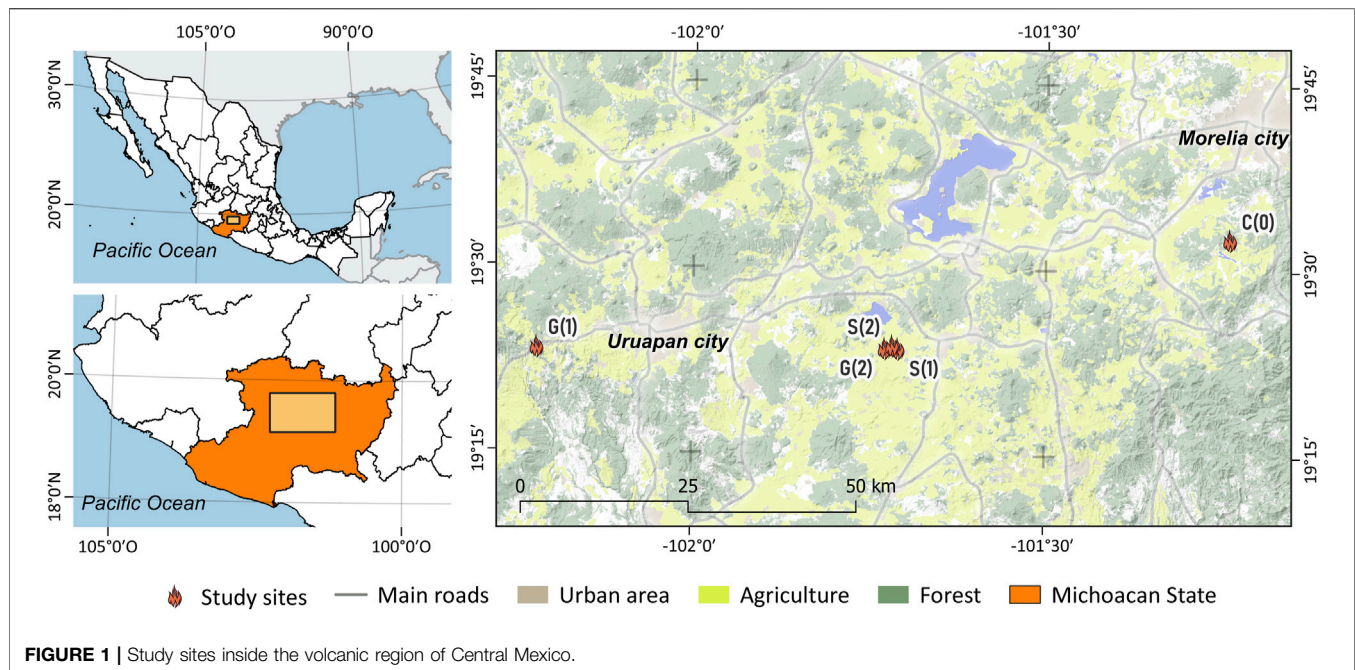 105°0′O 90°0′O
30°0′N
20°0′N
Pacific Ocean
20°0′N
18°0′N
Pacific Ocean
105°0′O 100°0′O
-102°0′ -101°30′
19°45′ 19°45′
Morelia city
C(0)
19°30′ 19°30′
G(1)
Uruapan city
S(2)
G(2) S(1)
19°15′ 19°15′
0 25 50 km
-102°0′ -101°30′
Study sites Main roads Urban area Agriculture Forest Michoacan State
FIGURE 1 | Study sites inside the volcanic region of Central Mexico.